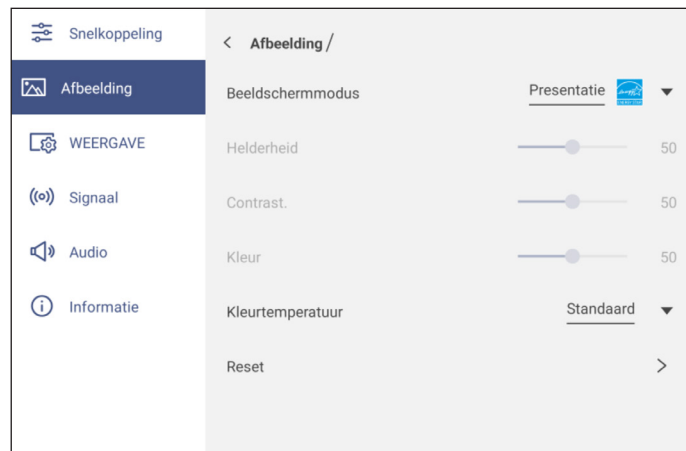 Snelkoppeling
Afbeelding
WEERGAVE
Signaal
Audio
Informatie
< Afbeelding /
Beeldschermmodus Presentatie
Helderheid 50
Contrast. 50
Kleur 50
Kleurtemperatuur Standaard
Reset >